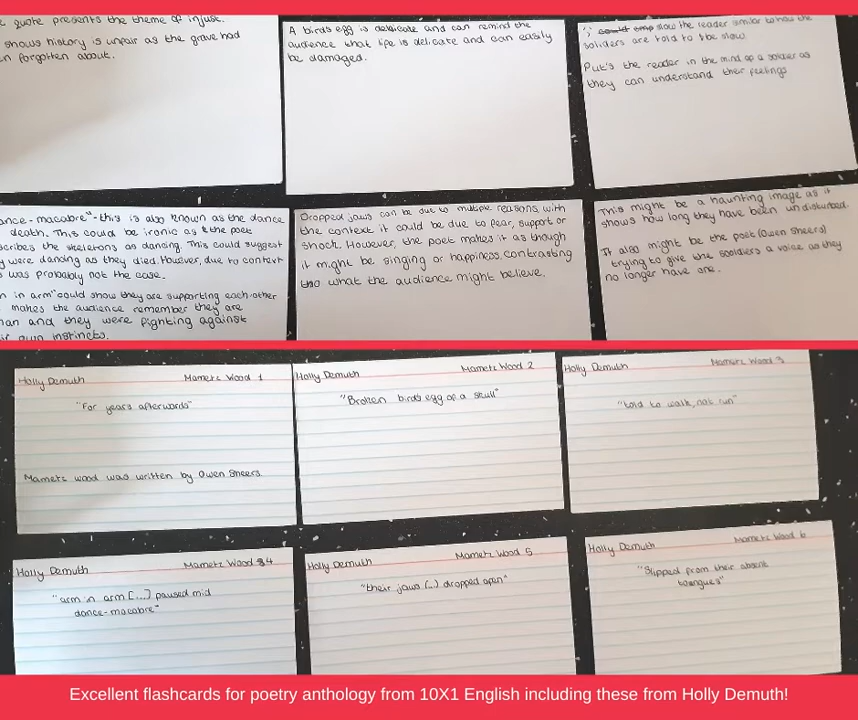 quote presents the theme of injust.
shows history is unfair as the grave had
n forgotten about.
A birds egg is delicate and can remind the
audience that life is delicate and can easily
be damaged.
slow the reader similar to how the
soliders are told to be slow.
Put's the reader in the mind of a soldier as
they can understand their feelings
ance-macabre"-this is also known as the dance
death. This could be ironic as the poet
scribes the skeletons as dancing. This could suggest
y were dancing as they died. However, due to context
s was probably not the case.
n in arm" could show they are supporting each other
makes the audience remember they are
man and they were fighting against
ir own instincts.
Dropped jaws can be due to multiple reasons, with
the context it could be due to fear, support or
shock. However, the poet makes it as though
it might be singing or happiness, contrasting
to what the audience might believe.
This might be a haunting image as it
shows how long they have been undisturbed.
It also might be the poet (Owen Sheers)
trying to give the sooldiers a voice as they
no longer have one.
Holly Demuth Mametz Wood 1
"For years afterwards"
Mametz wood was written by Owen Sheers.
Holly Demuth Mametz Wood 2
"Broken birds egg of a skull"
Holly Demuth Mametz Wood 3
"told to walk, not run"
Holly Demuth Mametz Wood 4
"arm in arm [...] paused mid
dance-macabre"
Holly Demuth Mametz Wood 5
"their jaws (..) dropped open"
Holly Demuth Mametz Wood 6
"Slipped from their absent
tongues"
Excellent flashcards for poetry anthology from 10X1 English including these from Holly Demuth!